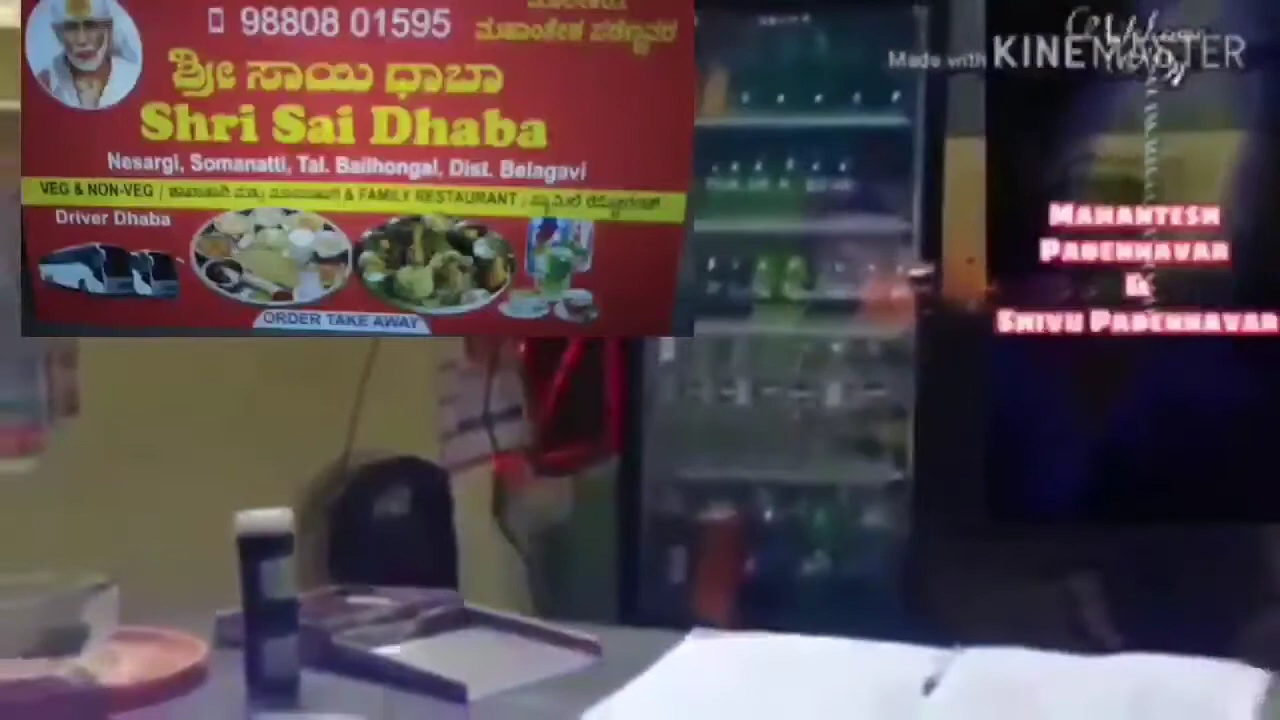 98808 01595
ಶ್ರೀ ಸಾಯಿ ಧಾಬಾ
Shri Sai Dhaba
Nesargi, Somanatti, Tal. Bailhongal, Dist. Belagavi
VEG & NON-VEG | ಶಾಖಾಹಾರಿ ಮತ್ತು ಮಾಂಸಾಹಾರಿ & FAMILY RESTAURANT | ಫ್ಯಾಮಿಲಿ ರೆಸ್ಟೋರೆಂಟ್
Driver Dhaba
ORDER TAKE AWAY
Made with KINEMASTER
MAHANTESH
PADENNAVAR
&
SHIVU PADENNAVAR